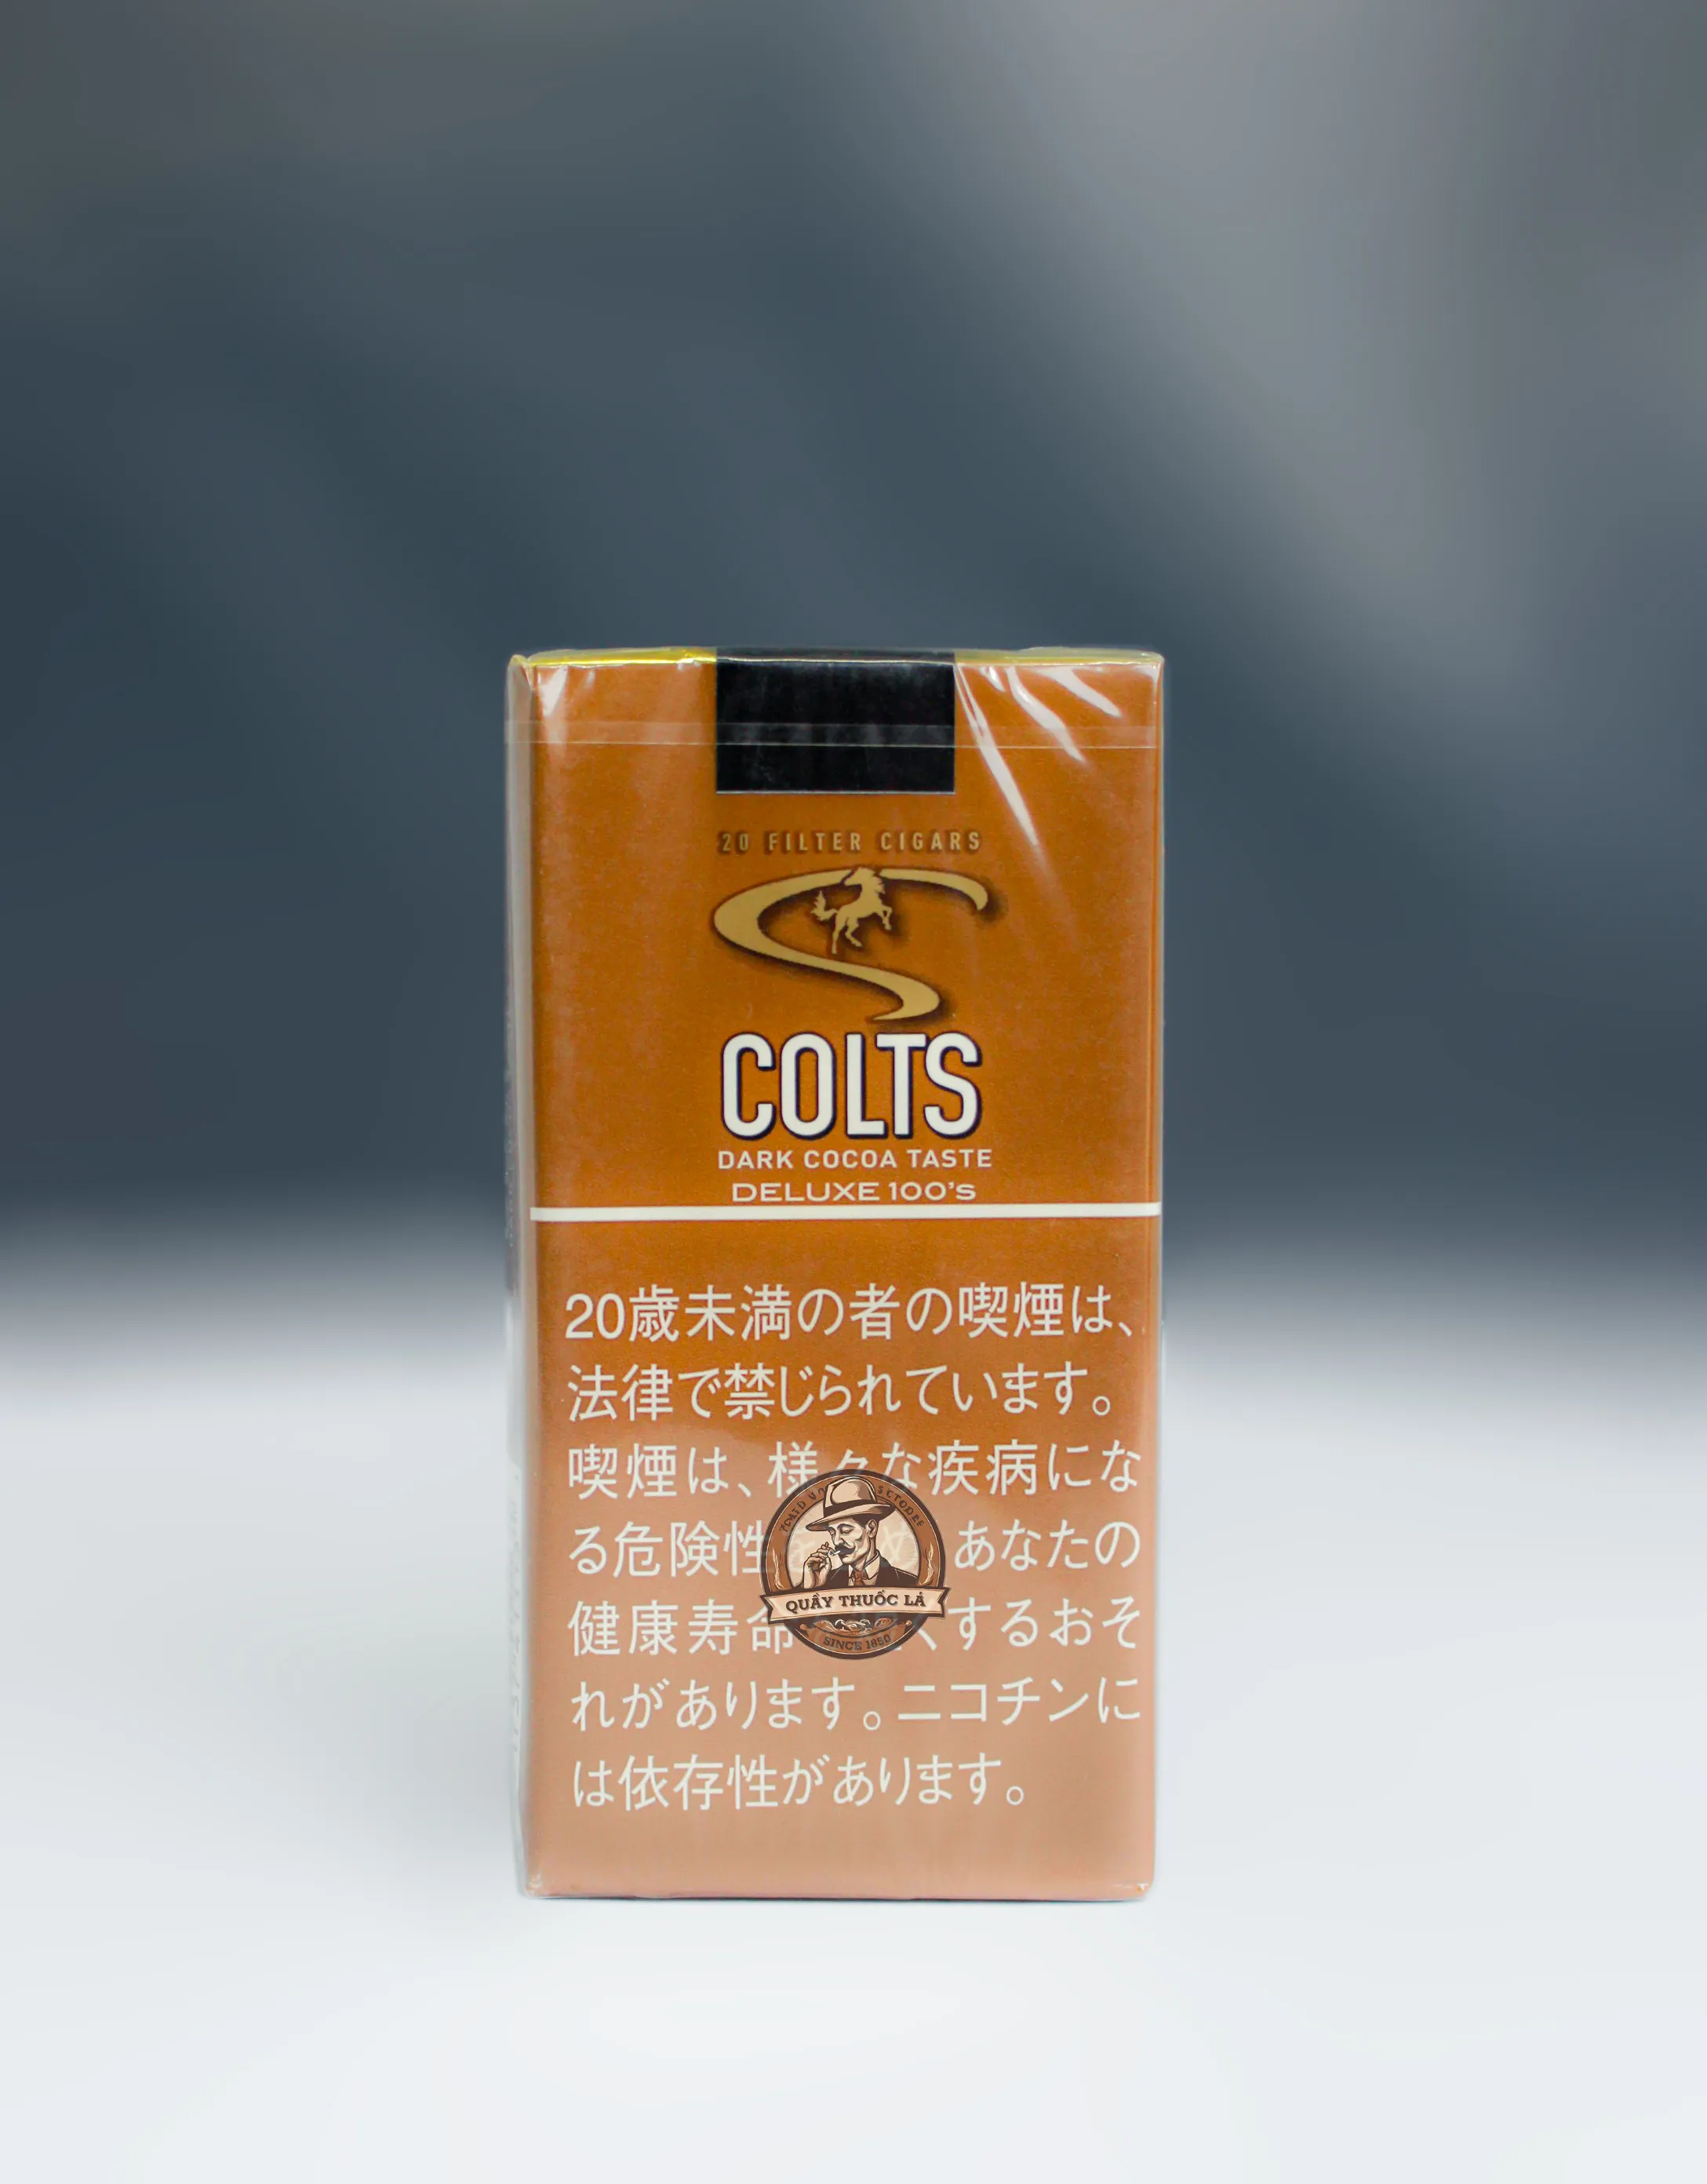 20 FILTER CIGARS
COLTS
DARK COCOA TASTE
DELUXE 100'S
20歳未満の者の喫煙は、
法律で禁じられています。
喫煙は、様々な疾病にな
る危険性 あなたの
健康寿命 くするおそ
れがあります。ニコチンに
は依存性があります。
QUẦY THUỐC LÁ
SINCE 1850